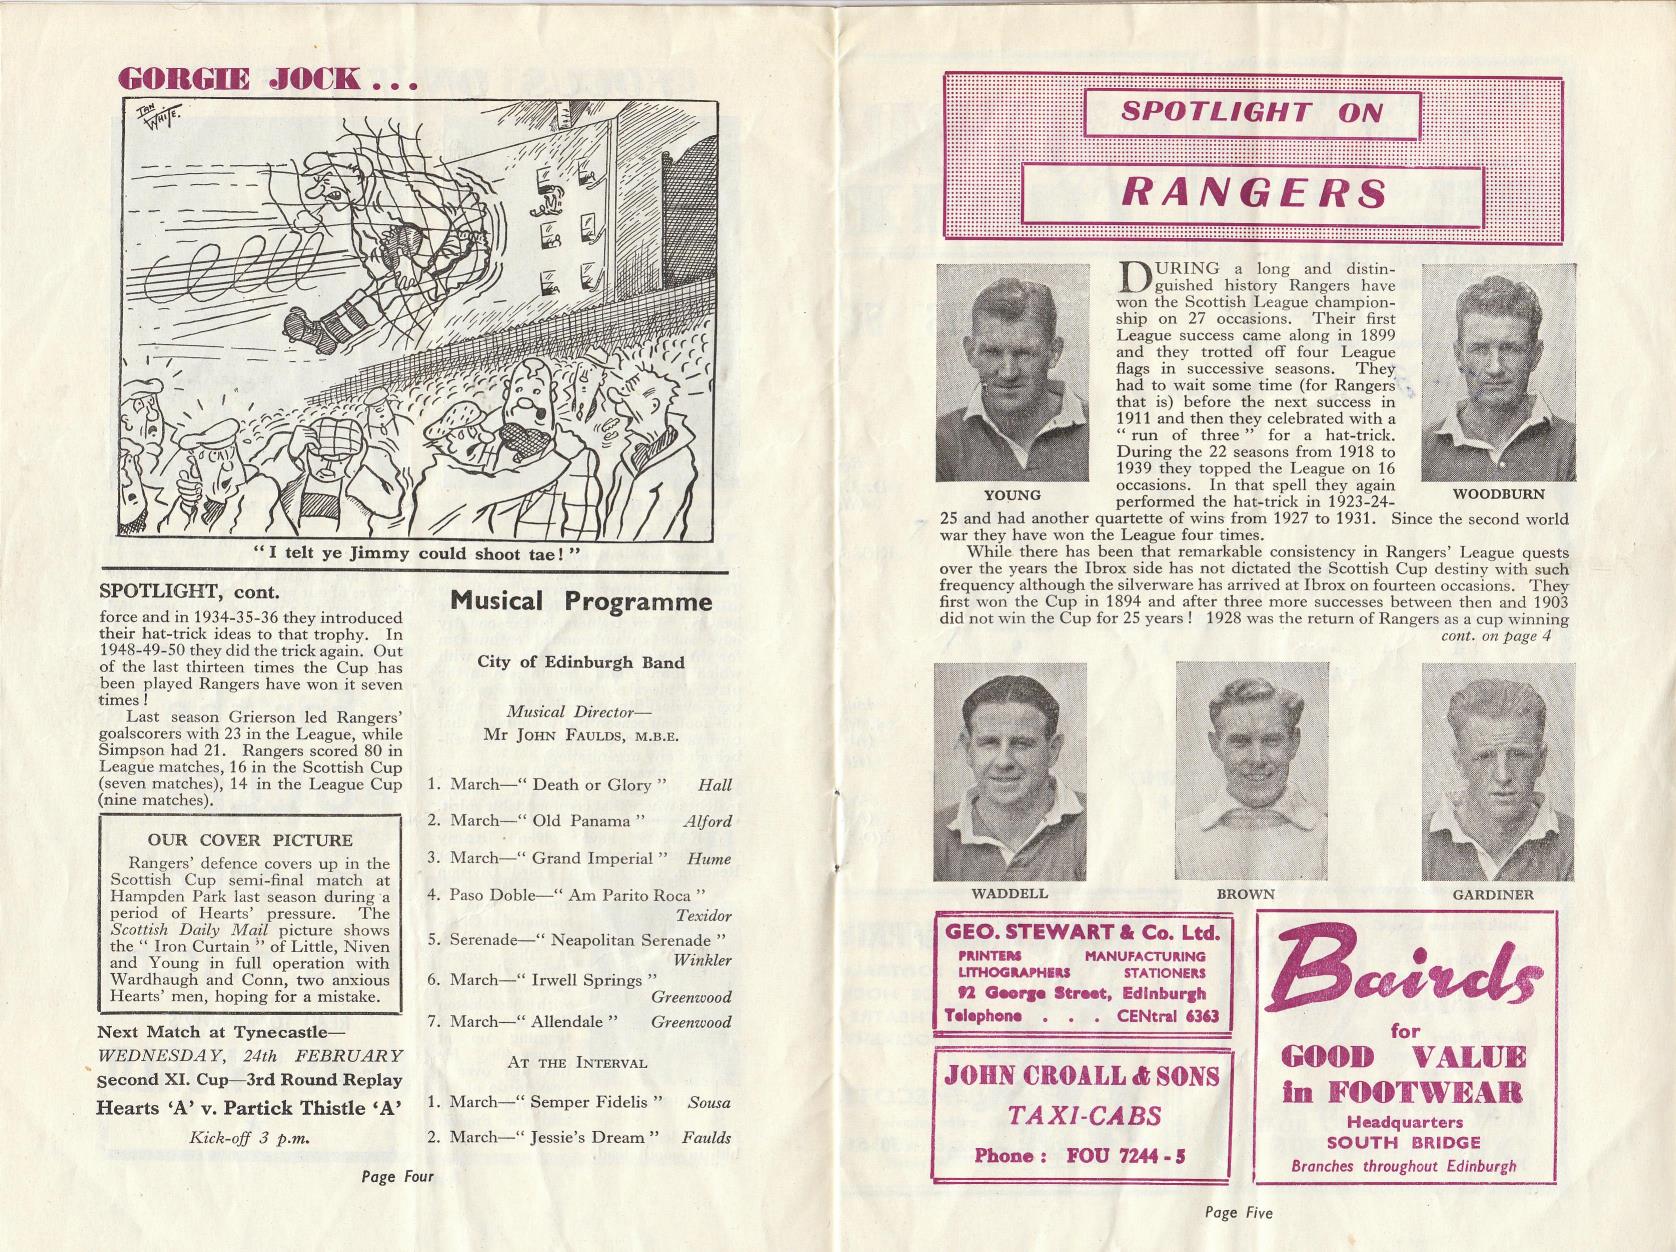 GORGIE JOCK...
IAN
WHITE.
"I telt ye Jimmy could shoot tae!"
SPOTLIGHT, cont.
force and in 1934-35-36 they introduced
their hat-trick ideas to that trophy. In
1948-49-50 they did the trick again. Out
of the last thirteen times the Cup has
been played Rangers have won it seven
times!
Last season Grierson led Rangers'
goalscorers with 23 in the League, while
Simpson had 21. Rangers scored 80 in
League matches, 16 in the Scottish Cup
(seven matches), 14 in the League Cup
(nine matches).
OUR COVER PICTURE
Rangers' defence covers up in the
Scottish Cup semi-final match at
Hampden Park last season during a
period of Hearts' pressure. The
Scottish Daily Mail picture shows
the "Iron Curtain" of Little, Niven
and Young in full operation with
Wardhaugh and Conn, two anxious
Hearts' men, hoping for a mistake.
Next Match at Tynecastle—
WEDNESDAY, 24th FEBRUARY
Second XI. Cup—3rd Round Replay
Hearts 'A' v. Partick Thistle 'A'
Kick-off 3 p.m.
Musical Programme
City of Edinburgh Band
Musical Director—
Mr JOHN FAULDS, M.B.E.
1. March—"Death or Glory" Hall
2. March—"Old Panama" Alford
3. March—"Grand Imperial" Hume
4. Paso Doble—"Am Parito Roca"
Texidor
5. Serenade—"Neapolitan Serenade"
Winkler
6. March—"Irwell Springs"
Greenwood
7. March—"Allendale" Greenwood
AT THE INTERVAL
1. March—"Semper Fidelis" Sousa
2. March—"Jessie's Dream" Faulds
Page Four
SPOTLIGHT ON
RANGERS
DURING a long and distin-
guished history Rangers have
won the Scottish League champion-
ship on 27 occasions. Their first
League success came along in 1899
and they trotted off four League
flags in successive seasons. They
had to wait some time (for Rangers
that is) before the next success in
1911 and then they celebrated with a
"run of three" for a hat-trick.
During the 22 seasons from 1918 to
1939 they topped the League on 16
occasions. In that spell they again
performed the hat-trick in 1923-24-
25 and had another quartette of wins from 1927 to 1931. Since the second world
war they have won the League four times.
While there has been that remarkable consistency in Rangers' League quests
over the years the Ibrox side has not dictated the Scottish Cup destiny with such
frequency although the silverware has arrived at Ibrox on fourteen occasions. They
first won the Cup in 1894 and after three more successes between then and 1903
did not win the Cup for 25 years! 1928 was the return of Rangers as a cup winning
cont. on page 4
YOUNG
WOODBURN
WADDELL
BROWN
GARDINER
GEO. STEWART & Co. Ltd.
PRINTERS MANUFACTURING
LITHOGRAPHERS STATIONERS
92 George Street, Edinburgh
Telephone . . . CENtral 6363
JOHN CROALL & SONS
TAXI-CABS
Phone: FOU 7244-5
Bairds
for
GOOD VALUE
in FOOTWEAR
Headquarters
SOUTH BRIDGE
Branches throughout Edinburgh
Page Five